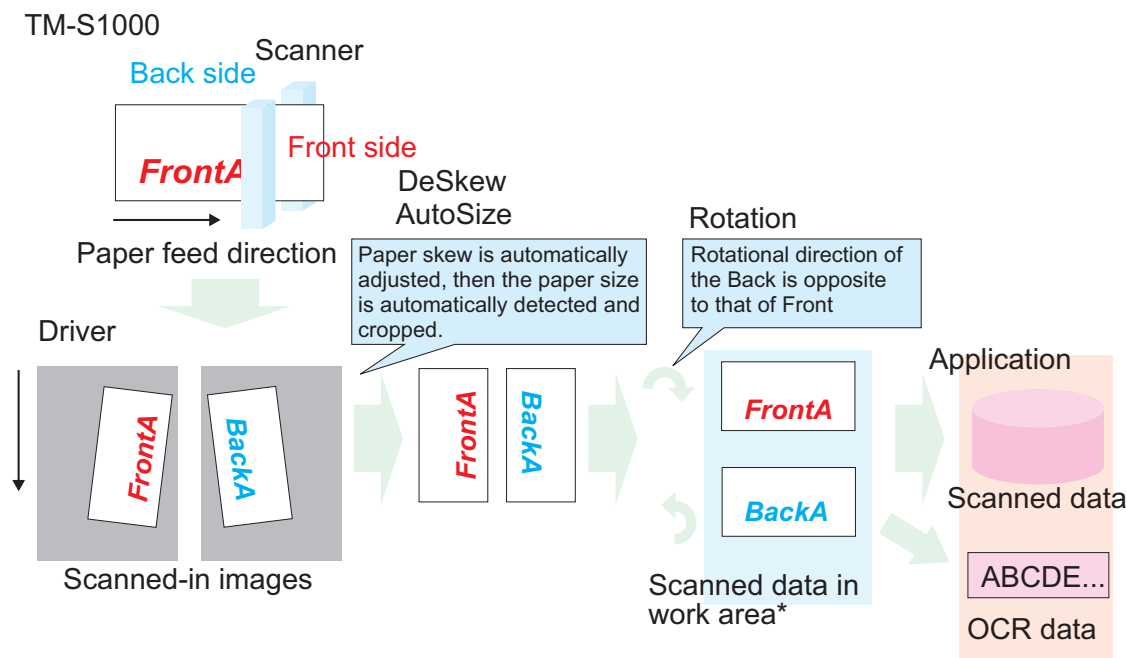 TM-S1000
Scanner
Back side
Front side
FrontA
Paper feed direction
DeSkew
AutoSize
Paper skew is automatically
adjusted, then the paper size
is automatically detected and
cropped.
Rotation
Rotational direction of
the Back is opposite
to that of Front
Driver
FrontA
BackA
Scanned-in images
FrontA
BackA
FrontA
BackA
Scanned data in
work area*
Application
Scanned data
ABCDE...
OCR data